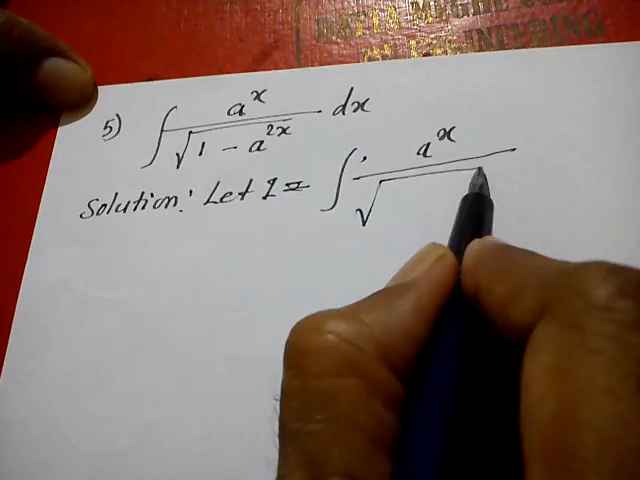 5) ∫ a^x / √(1 - a^2x) dx
Solution: Let I = ∫ a^x / √